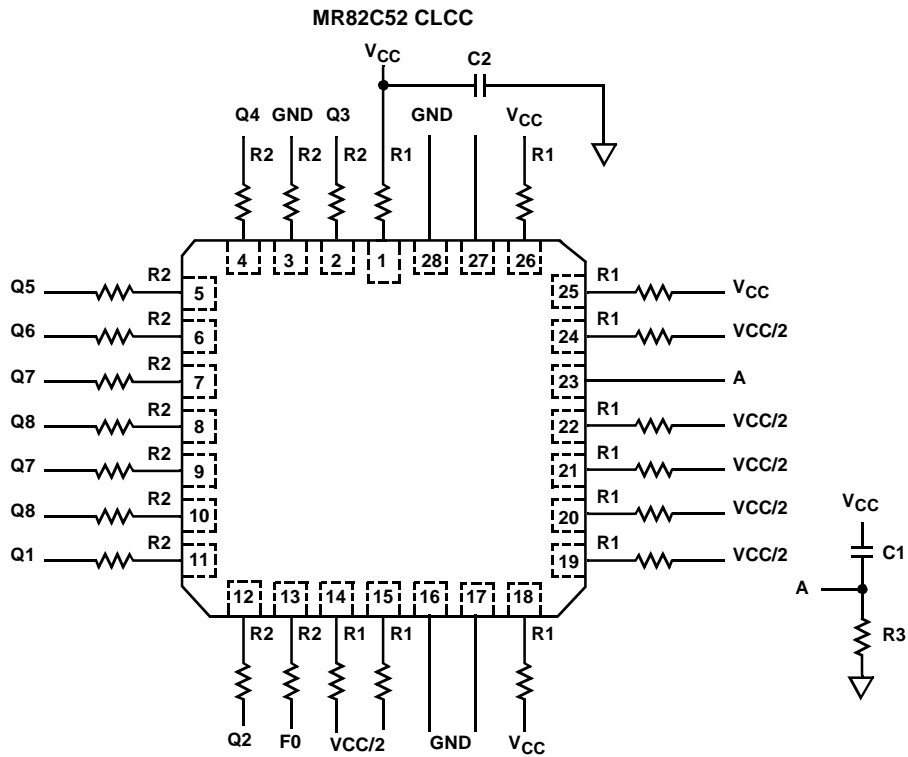 MR82C52 CLCC
VCC C2
Q4 GND Q3 GND VCC
R2 R2 R2 R1 R1
4 3 2 1 28 27 26
Q5 R2 5 25 R1 VCC
Q6 R2 6 24 R1 VCC/2
Q7 R2 7 23 A
Q8 R2 8 22 R1 VCC/2
Q7 R2 9 21 R1 VCC/2
Q8 R2 10 20 R1 VCC/2
Q1 R2 11 19 R1 VCC/2
VCC
C1
A
R3
12 13 14 15 16 17 18
R2 R2 R1 R1 R1
Q2 F0 VCC/2 GND VCC